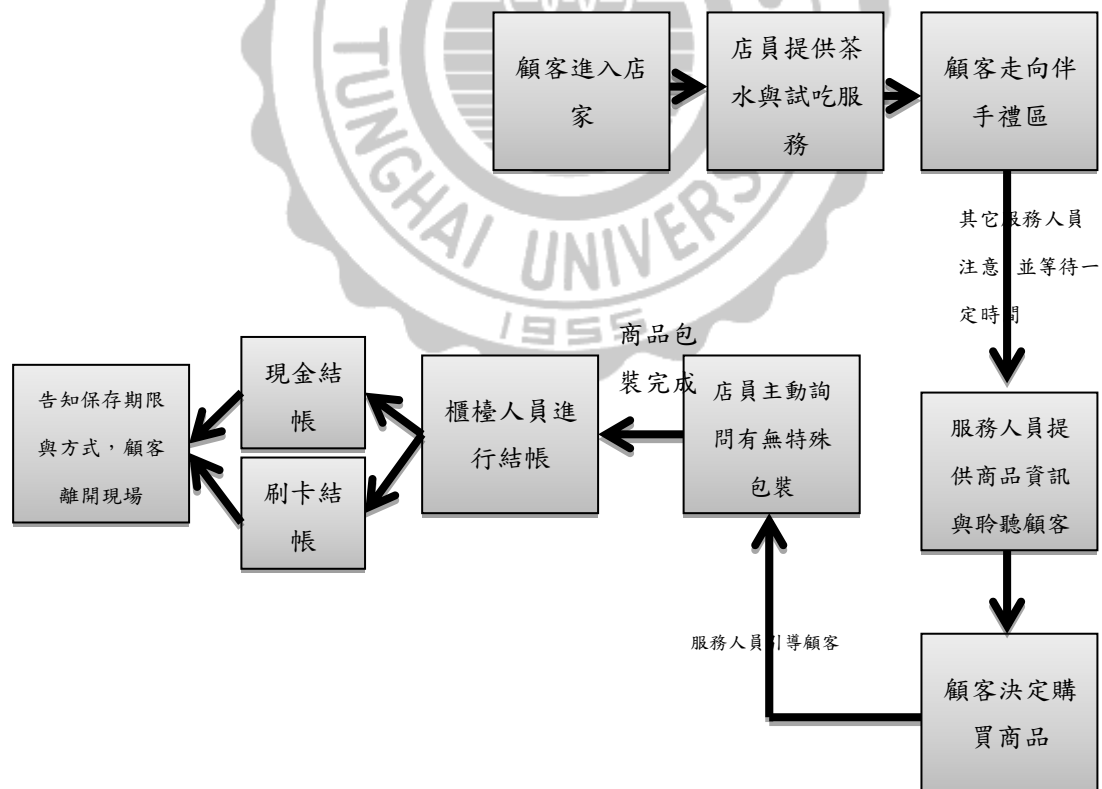 顧客進入店
家
店員提供茶
水與試吃服
務
顧客走向伴
手禮區
其它服務人員
注意 並等待一
定時間
服務人員提
供商品資訊
與聆聽顧客
顧客決定購
買商品
服務人員引導顧客
店員主動詢
問有無特殊
包裝
商品包
裝完成
櫃檯人員進
行結帳
現金結
帳
刷卡結
帳
告知保存期限
與方式，顧客
離開現場
TUNGHAI UNIVERS
1955